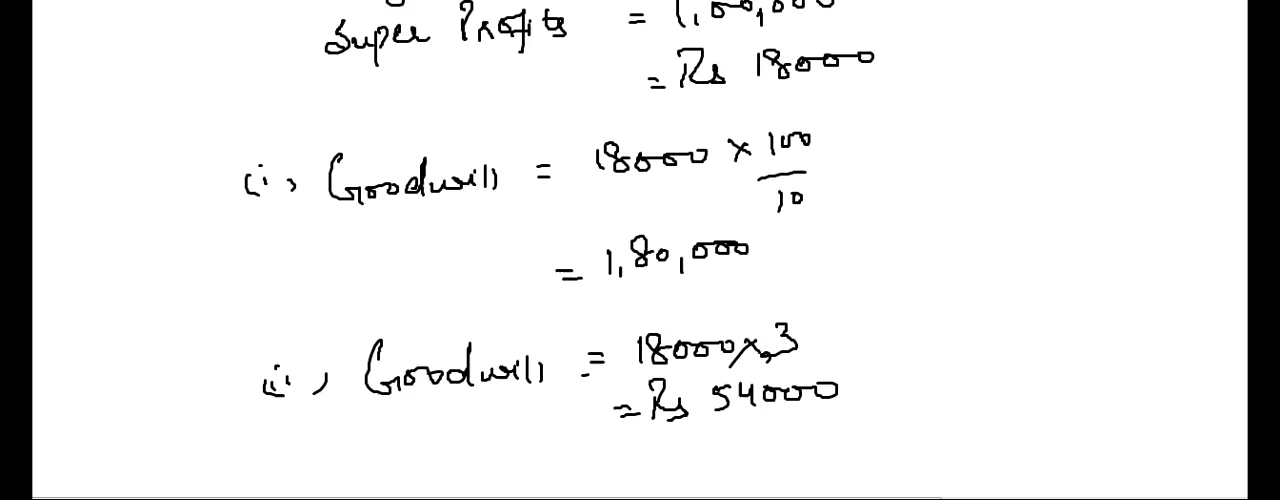 Super Profits = 1,00,000
= Rs 18000
(i), Goodwill = 18000 × 100/10
= 1,80,000
(ii), Goodwill = 18000 × 3
= Rs 54000